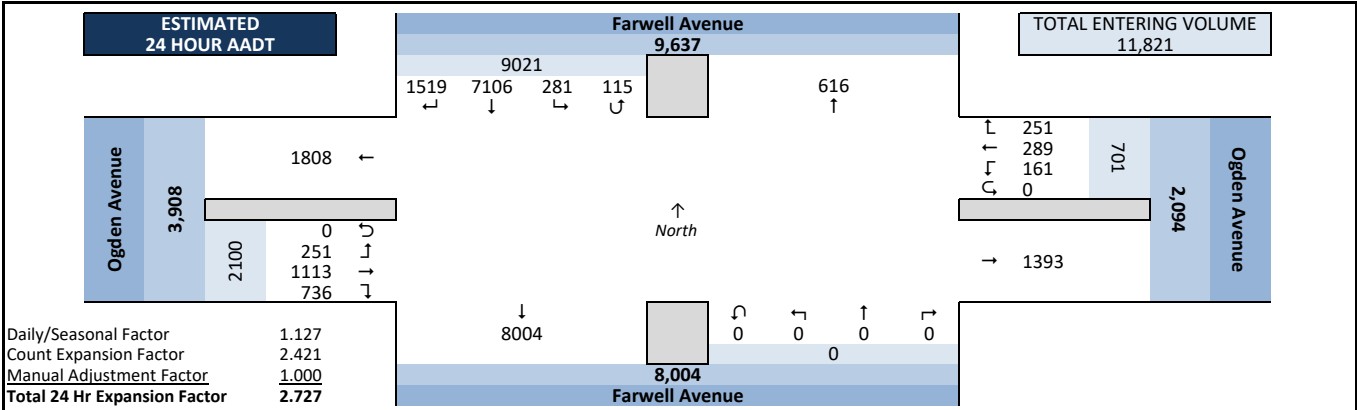 ESTIMATED
24 HOUR AADT
Farwell Avenue
9,637
TOTAL ENTERING VOLUME
11,821
9021
1519 7106 281 115
616
↵ ↓ ↳ ↺
↑
Ogden Avenue
3,908
1808 ←
2100
0 ⮌
251 ↱
1113 →
736 ↴
↑
North
↱ 251
← 289
↲ 161
⮎ 0
701
2,094
Ogden Avenue
→ 1393
↓
8004
↶ ↰ ↑ ↱
0 0 0 0
0
8,004
Farwell Avenue
Daily/Seasonal Factor 1.127
Count Expansion Factor 2.421
Manual Adjustment Factor 1.000
Total 24 Hr Expansion Factor 2.727